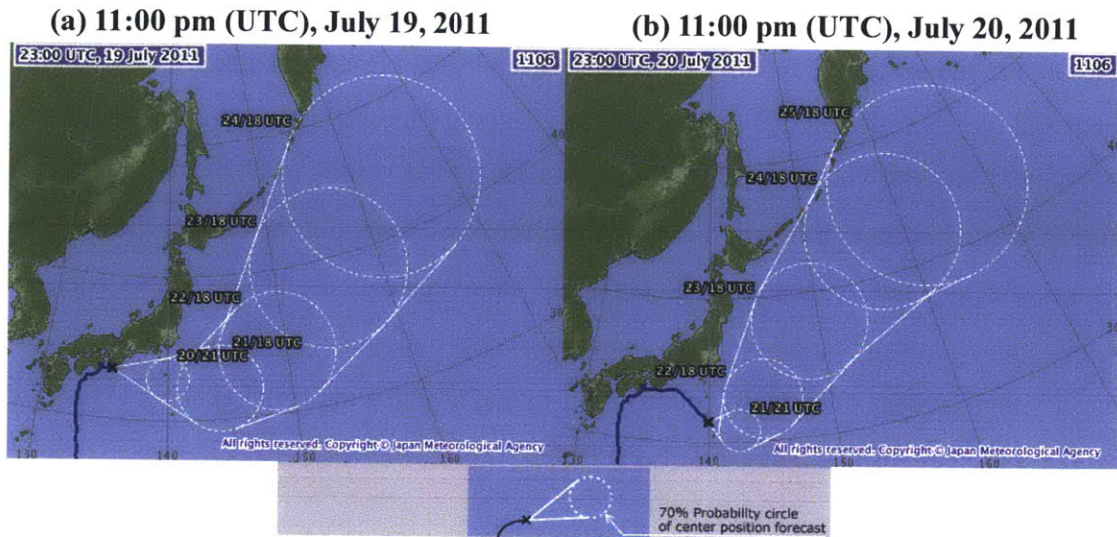 (a) 11:00 pm (UTC), July 19, 2011
(b) 11:00 pm (UTC), July 20, 2011
23:00 UTC, 19 July 2011
1106
24/18 UTC
23/18 UTC
22/18 UTC
21/18 UTC
20/21 UTC
40
30
130
140
150
160
All rights reserved. Copyright © Japan Meteorological Agency
23:00 UTC, 20 July 2011
1106
25/18 UTC
24/18 UTC
23/18 UTC
22/18 UTC
21/21 UTC
40
30
130
140
150
160
All rights reserved. Copyright © Japan Meteorological Agency
70% Probability circle
of center position forecast